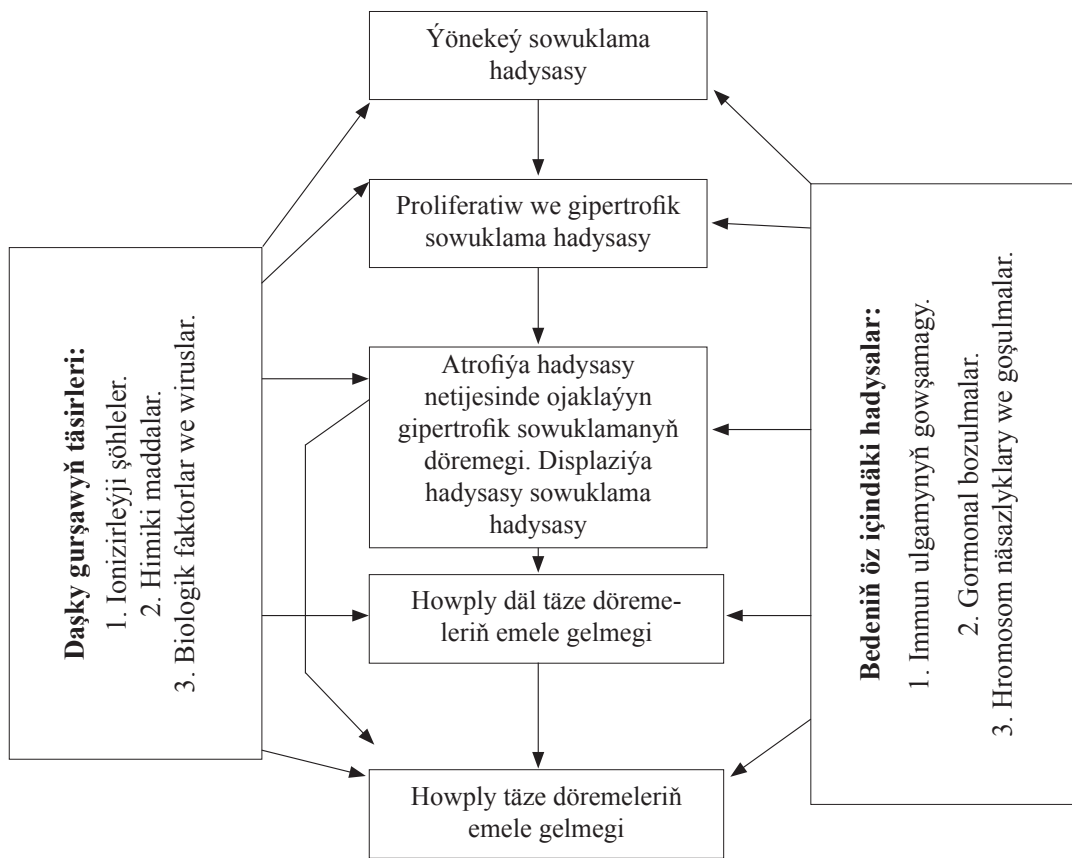 Ýönekeý sowuklama
hadysasy
Proliferatiw we gipertrofik
sowuklama hadysasy
Atrofiýa hadysasy
netijesinde ojaklaýyn
gipertrofik sowuklamanyň
döremegi. Displaziýa
hadysasy sowuklama
hadysasy
Howply däl täze döreme-
leriň emele gelmegi
Howply täze döremeleriň
emele gelmegi
Daşky gurşawyň täsirleri:
1. Ionizirleýji şöhleler.
2. Himiki maddalar.
3. Biologik faktorlar we wiruslar.
Bedeniň öz içindäki hadysalar:
1. Immun ulgamynyň gowşamagy.
2. Gormonal bozulmalar.
3. Hromosom näsazlyklary we goşulmalar.